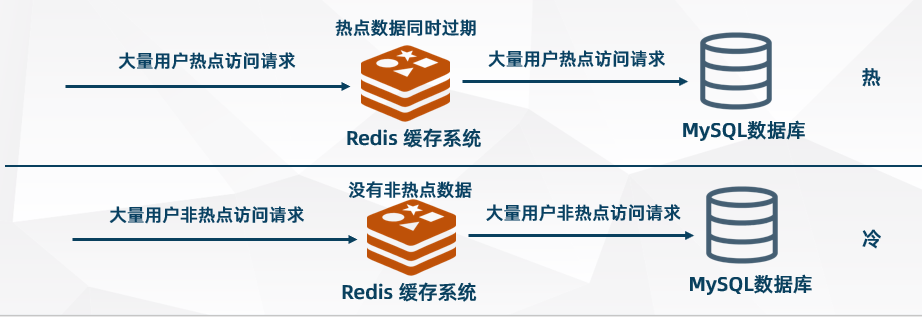 热点数据同时过期
大量用户热点访问请求
大量用户热点访问请求
热
Redis 缓存系统
MySQL数据库
没有非热点数据
大量用户非热点访问请求
大量用户非热点访问请求
冷
Redis 缓存系统
MySQL数据库